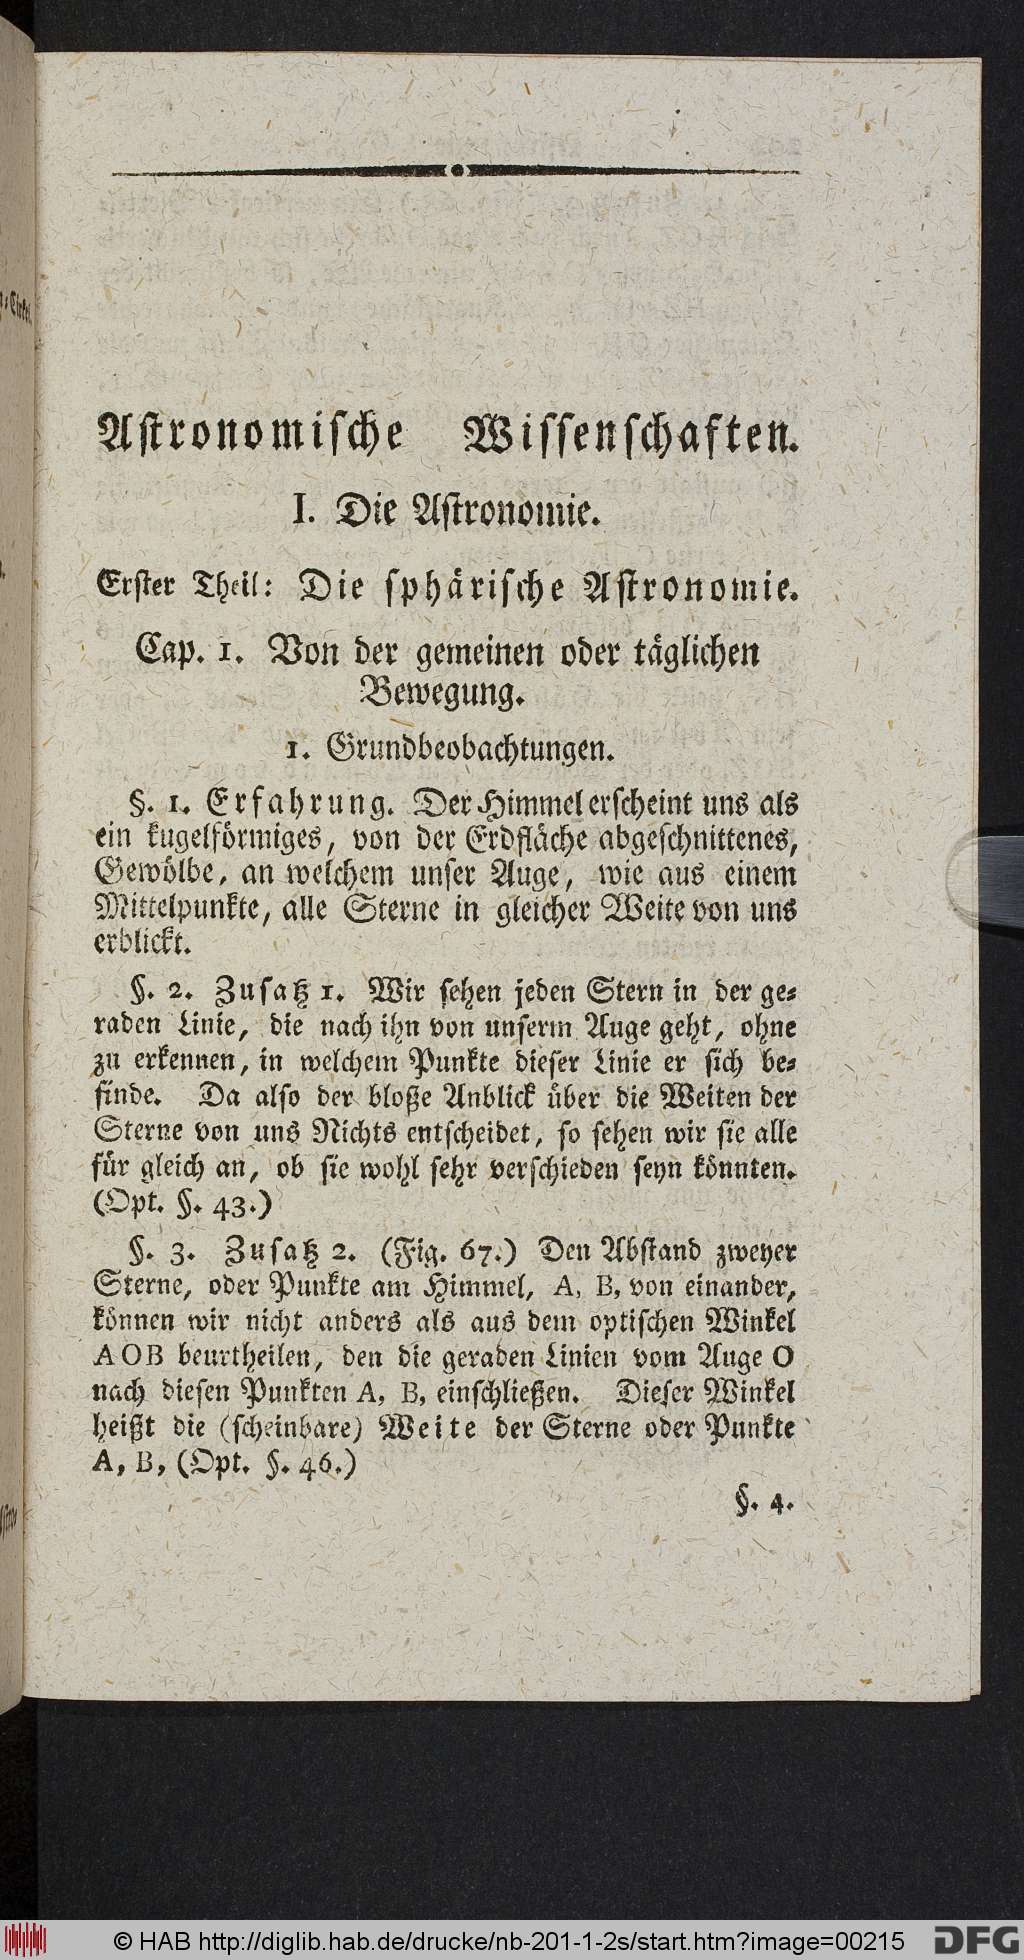 Astronomische Wissenschaften.
I. Die Astronomie.
Erster Theil: Die sphärische Astronomie.
Cap. 1. Von der gemeinen oder täglichen
Bewegung.
1. Grundbeobachtungen.
§. 1. Erfahrung. Der Himmel erscheint uns als
ein kugelförmiges, von der Erdfläche abgeschnittenes,
Gewölbe, an welchem unser Auge, wie aus einem
Mittelpunkte, alle Sterne in gleicher Weite von uns
erblickt.
§. 2. Zusatz 1. Wir sehen jeden Stern in der ge⸗
raden Linie, die nach ihn von unserm Auge geht, ohne
zu erkennen, in welchem Punkte dieser Linie er sich be⸗
finde. Da also der bloße Anblick über die Weiten der
Sterne von uns Nichts entscheidet, so sehen wir sie alle
für gleich an, ob sie wohl sehr verschieden seyn könnten.
(Opt. §. 43.)
§. 3. Zusatz 2. (Fig. 67.) Den Abstand zweyer
Sterne, oder Punkte am Himmel, A, B, von einander,
können wir nicht anders als aus dem optischen Winkel
AOB beurtheilen, den die geraden Linien vom Auge O
nach diesen Punkten A, B, einschließen. Dieser Winkel
heißt die (scheinbare) Weite der Sterne oder Punkte
A, B, (Opt. §. 46.)
§. 4.
© HAB http://diglib.hab.de/drucke/nb-201-1-2s/start.htm?image=00215
DFG